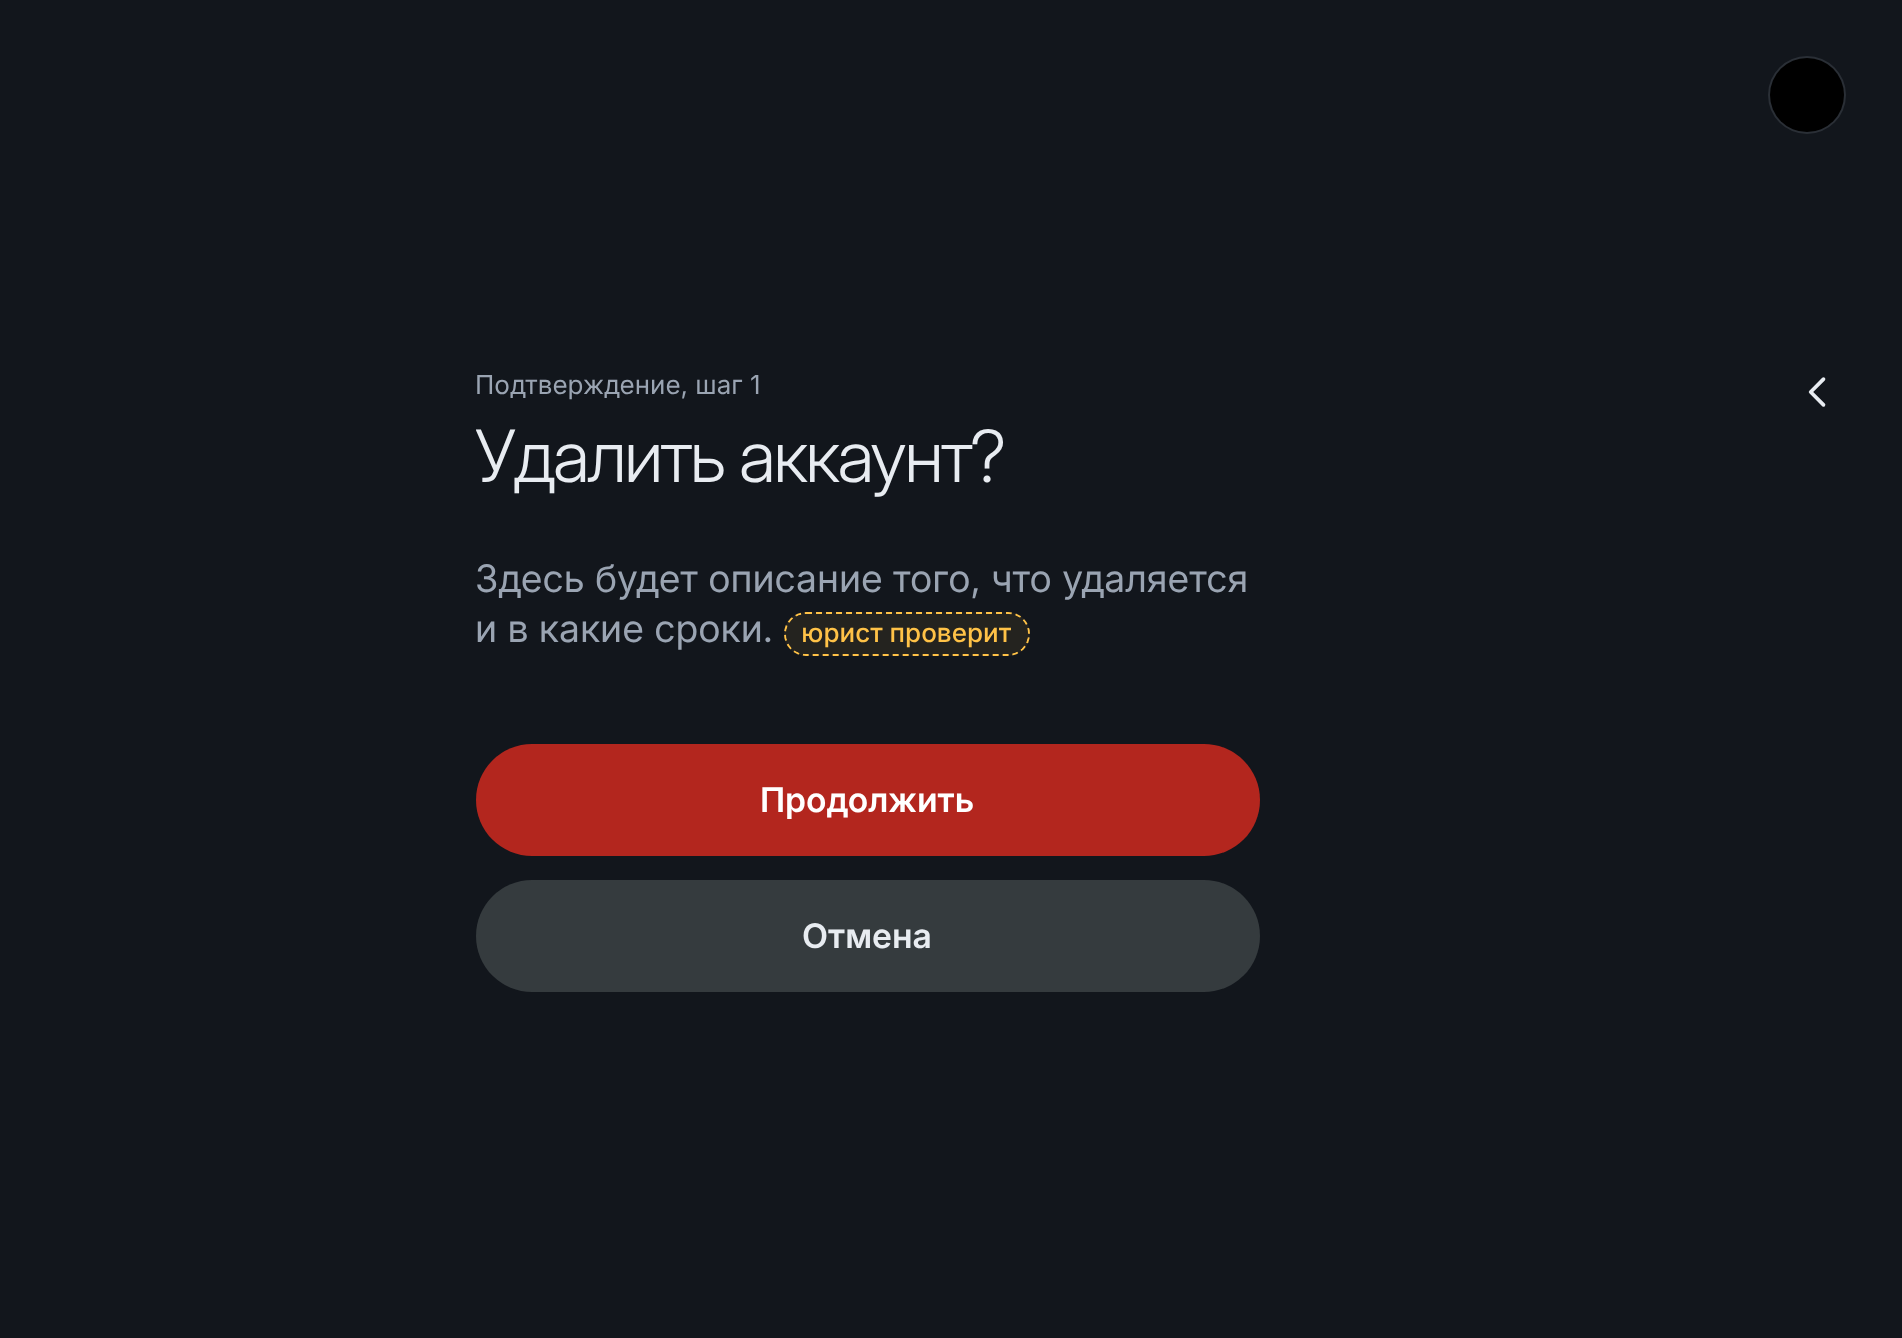 Подтверждение, шаг 1
Удалить аккаунт?
Здесь будет описание того, что удаляется
и в какие сроки. юрист проверит
Продолжить
Отмена